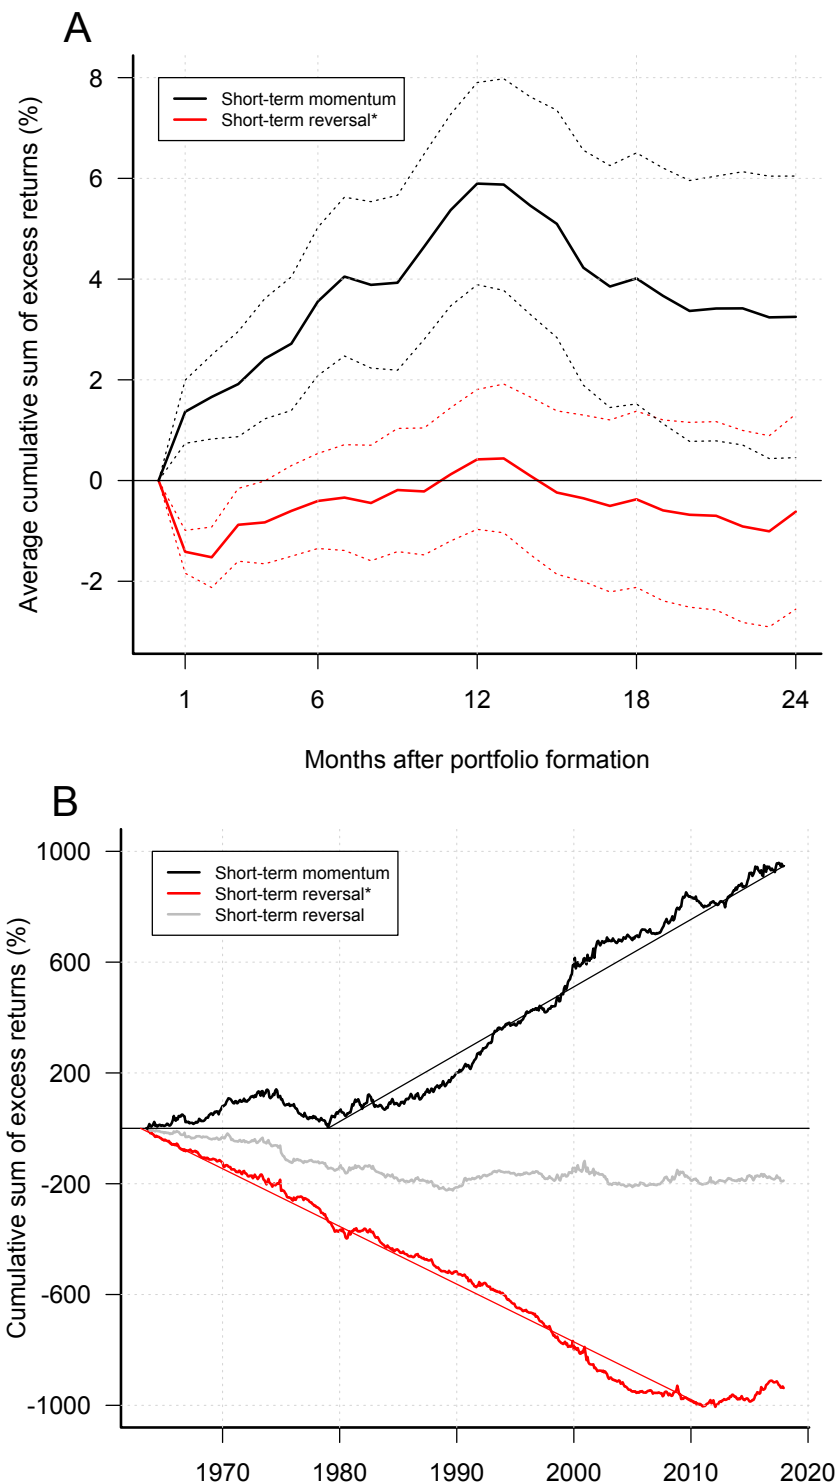 A
Average cumulative sum of excess returns (%)
8
6
4
2
0
-2
Short-term momentum
Short-term reversal*
1 6 12 18 24
Months after portfolio formation
B
Cumulative sum of excess returns (%)
1000
600
200
-200
-600
-1000
Short-term momentum
Short-term reversal*
Short-term reversal
1970 1980 1990 2000 2010 2020